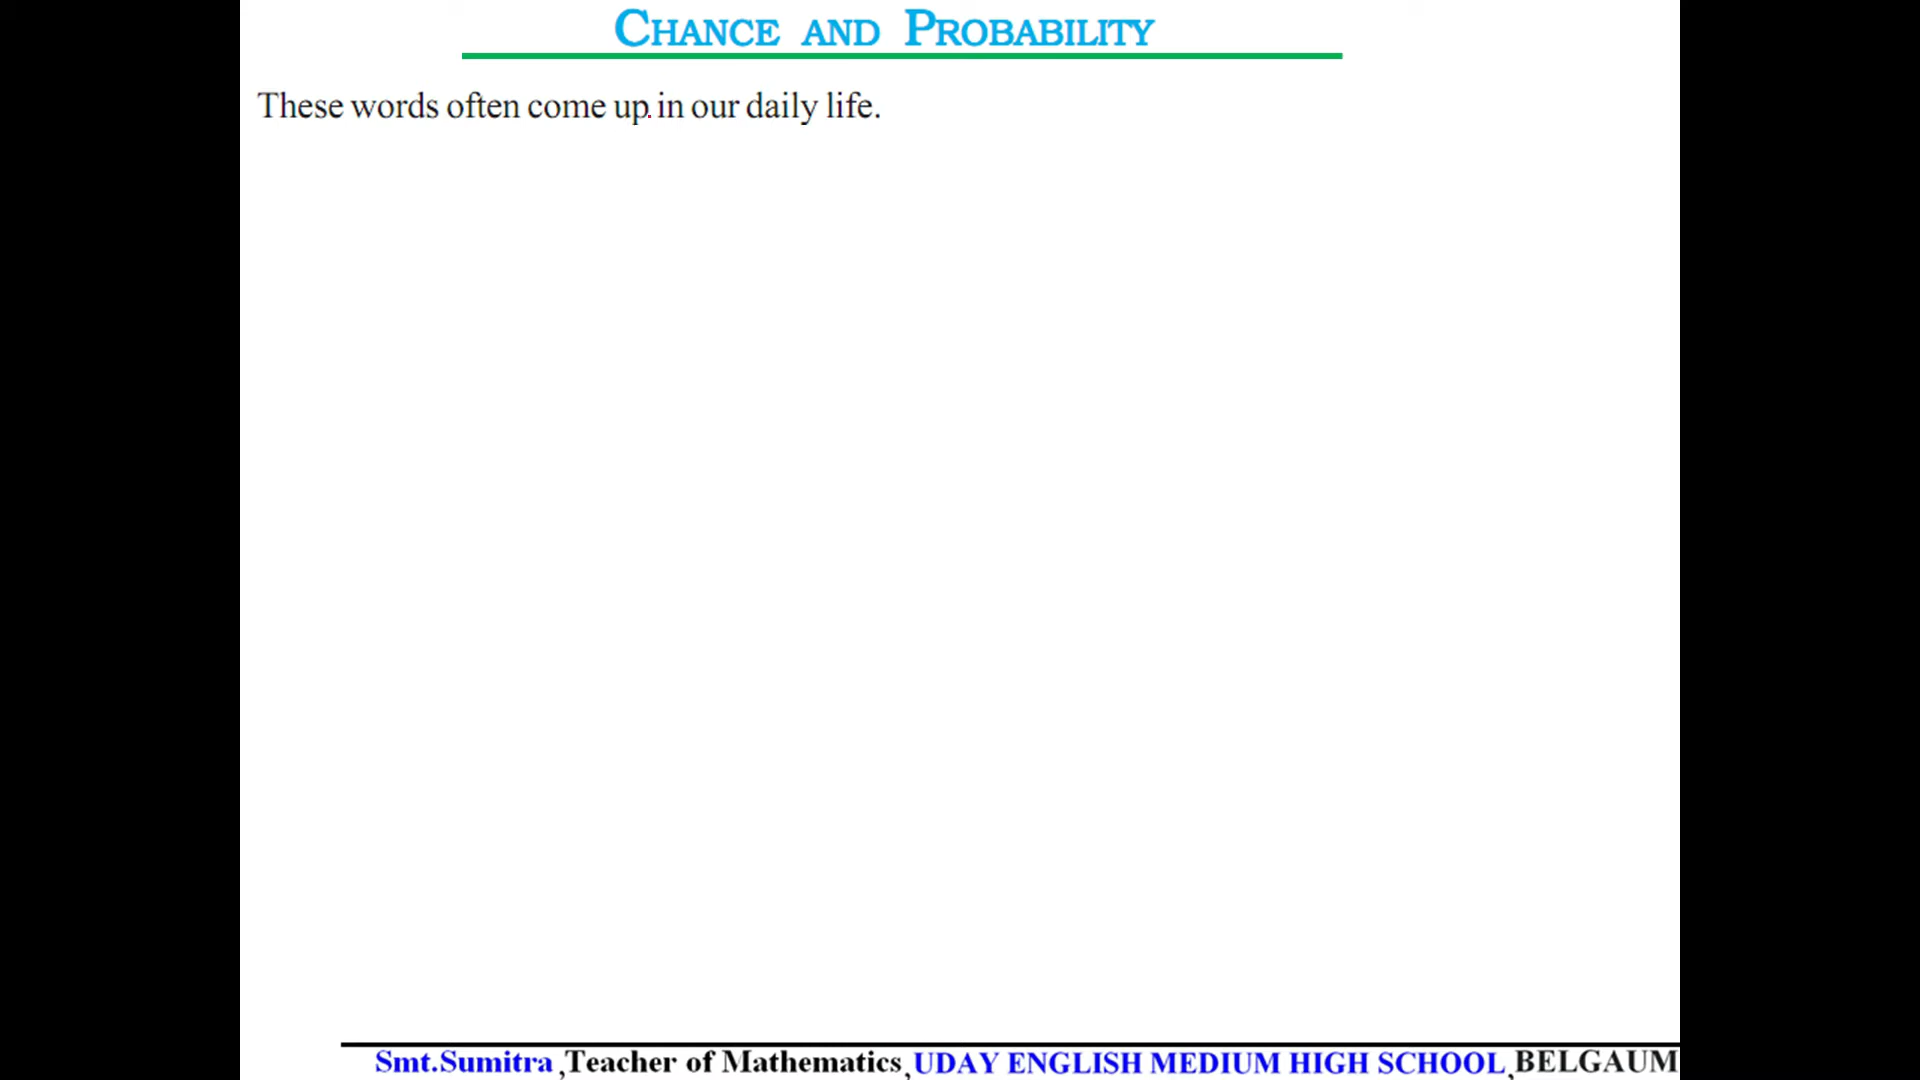 CHANCE AND PROBABILITY
These words often come up in our daily life.
Smt.Sumitra ,Teacher of Mathematics,UDAY ENGLISH MEDIUM HIGH SCHOOL,BELGAUM